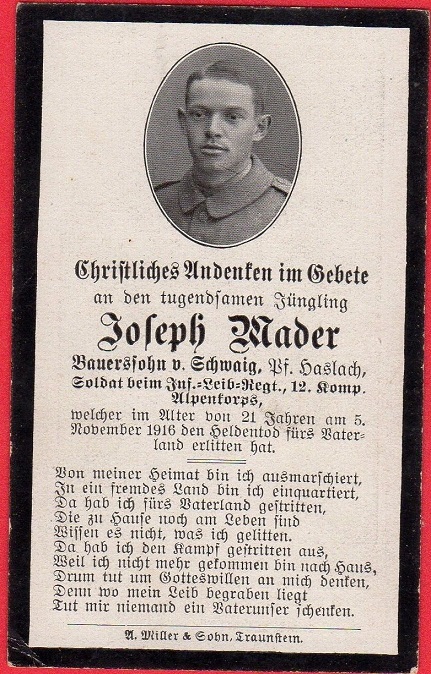 Christliches Andenken im Gebete
an den tugendsamen Jüngling
Joseph Mader
Bauerssohn v. Schwaig, Pf. Haslach,
Soldat beim Inf.-Leib-Regt., 12. Komp.
Alpenkorps,
welcher im Alter von 21 Jahren am 5.
November 1916 den Heldentod fürs Vater-
land erlitten hat.
Von meiner Heimat bin ich ausmarschiert,
In ein fremdes Land bin ich einquartiert,
Da hab ich fürs Vaterland gestritten,
Die zu Hause noch am Leben sind
Wissen es nicht, was ich gelitten.
Da hab ich den Kampf gestritten aus,
Weil ich nicht mehr gekommen bin nach Haus,
Drum tut um Gotteswillen an mich denken,
Denn wo mein Leib begraben liegt
Tut mir niemand ein Vaterunser schenken.
A. Miller & Sohn, Traunstein.